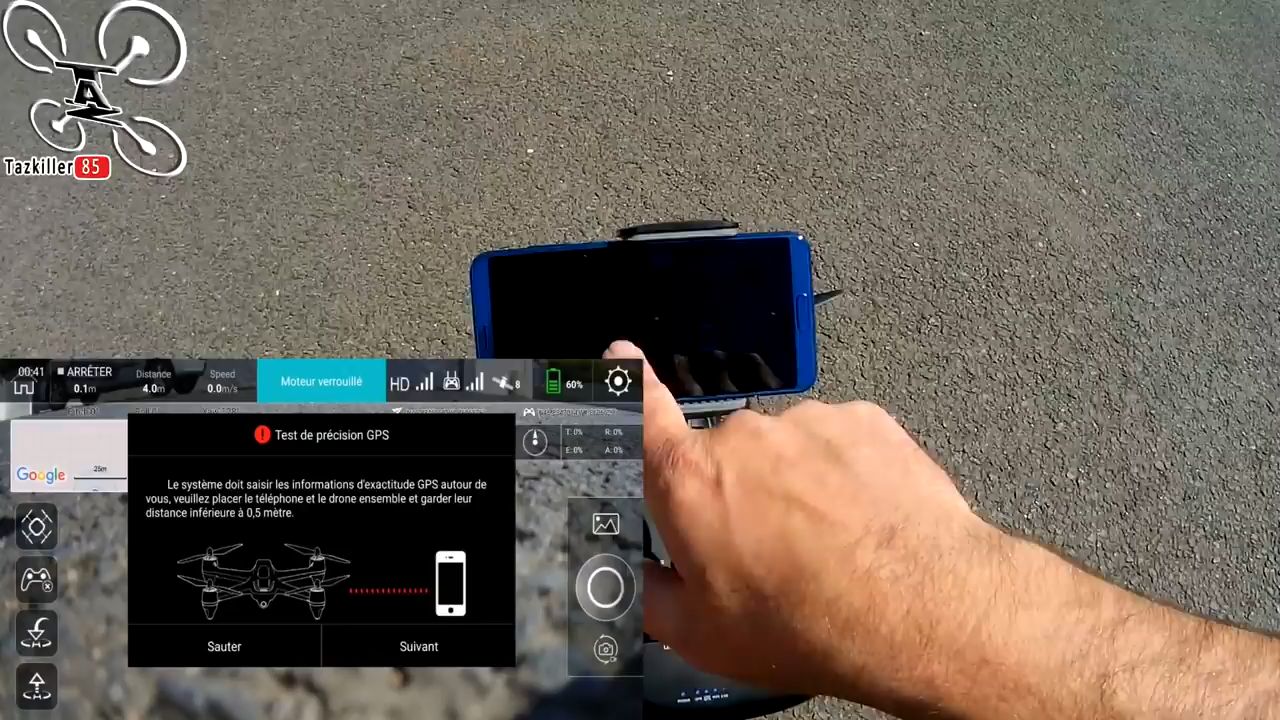 Tazkiller 85
00:41
ARRÊTER
0.1m
Distance
4.0m
Speed
0.0m/s
Moteur verrouillé
HD
8
60%
T: 0%
R: 0%
E: 0%
A: 0%
Google
25m
! Test de précision GPS
Le système doit saisir les informations d'exactitude GPS autour de
vous, veuillez placer le téléphone et le drone ensemble et garder leur
distance inférieure à 0,5 mètre.
Sauter
Suivant